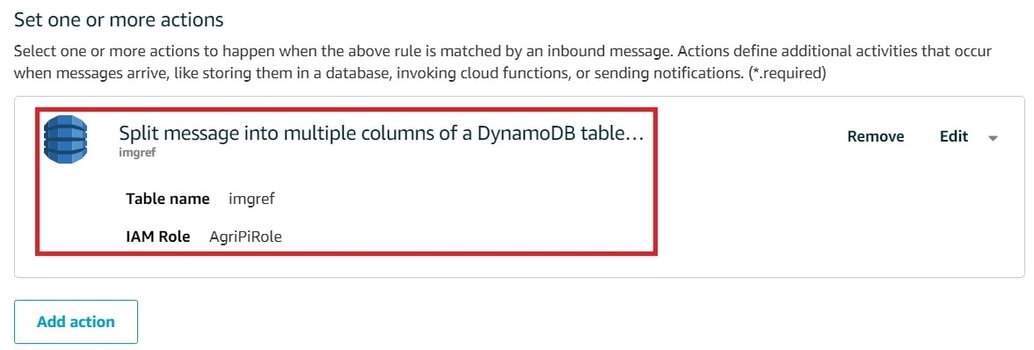 Set one or more actions
Select one or more actions to happen when the above rule is matched by an inbound message. Actions define additional activities that occur
when messages arrive, like storing them in a database, invoking cloud functions, or sending notifications. (*.required)
Split message into multiple columns of a DynamoDB table...
imgref
Remove Edit
Table name imgref
IAM Role AgriPiRole
Add action